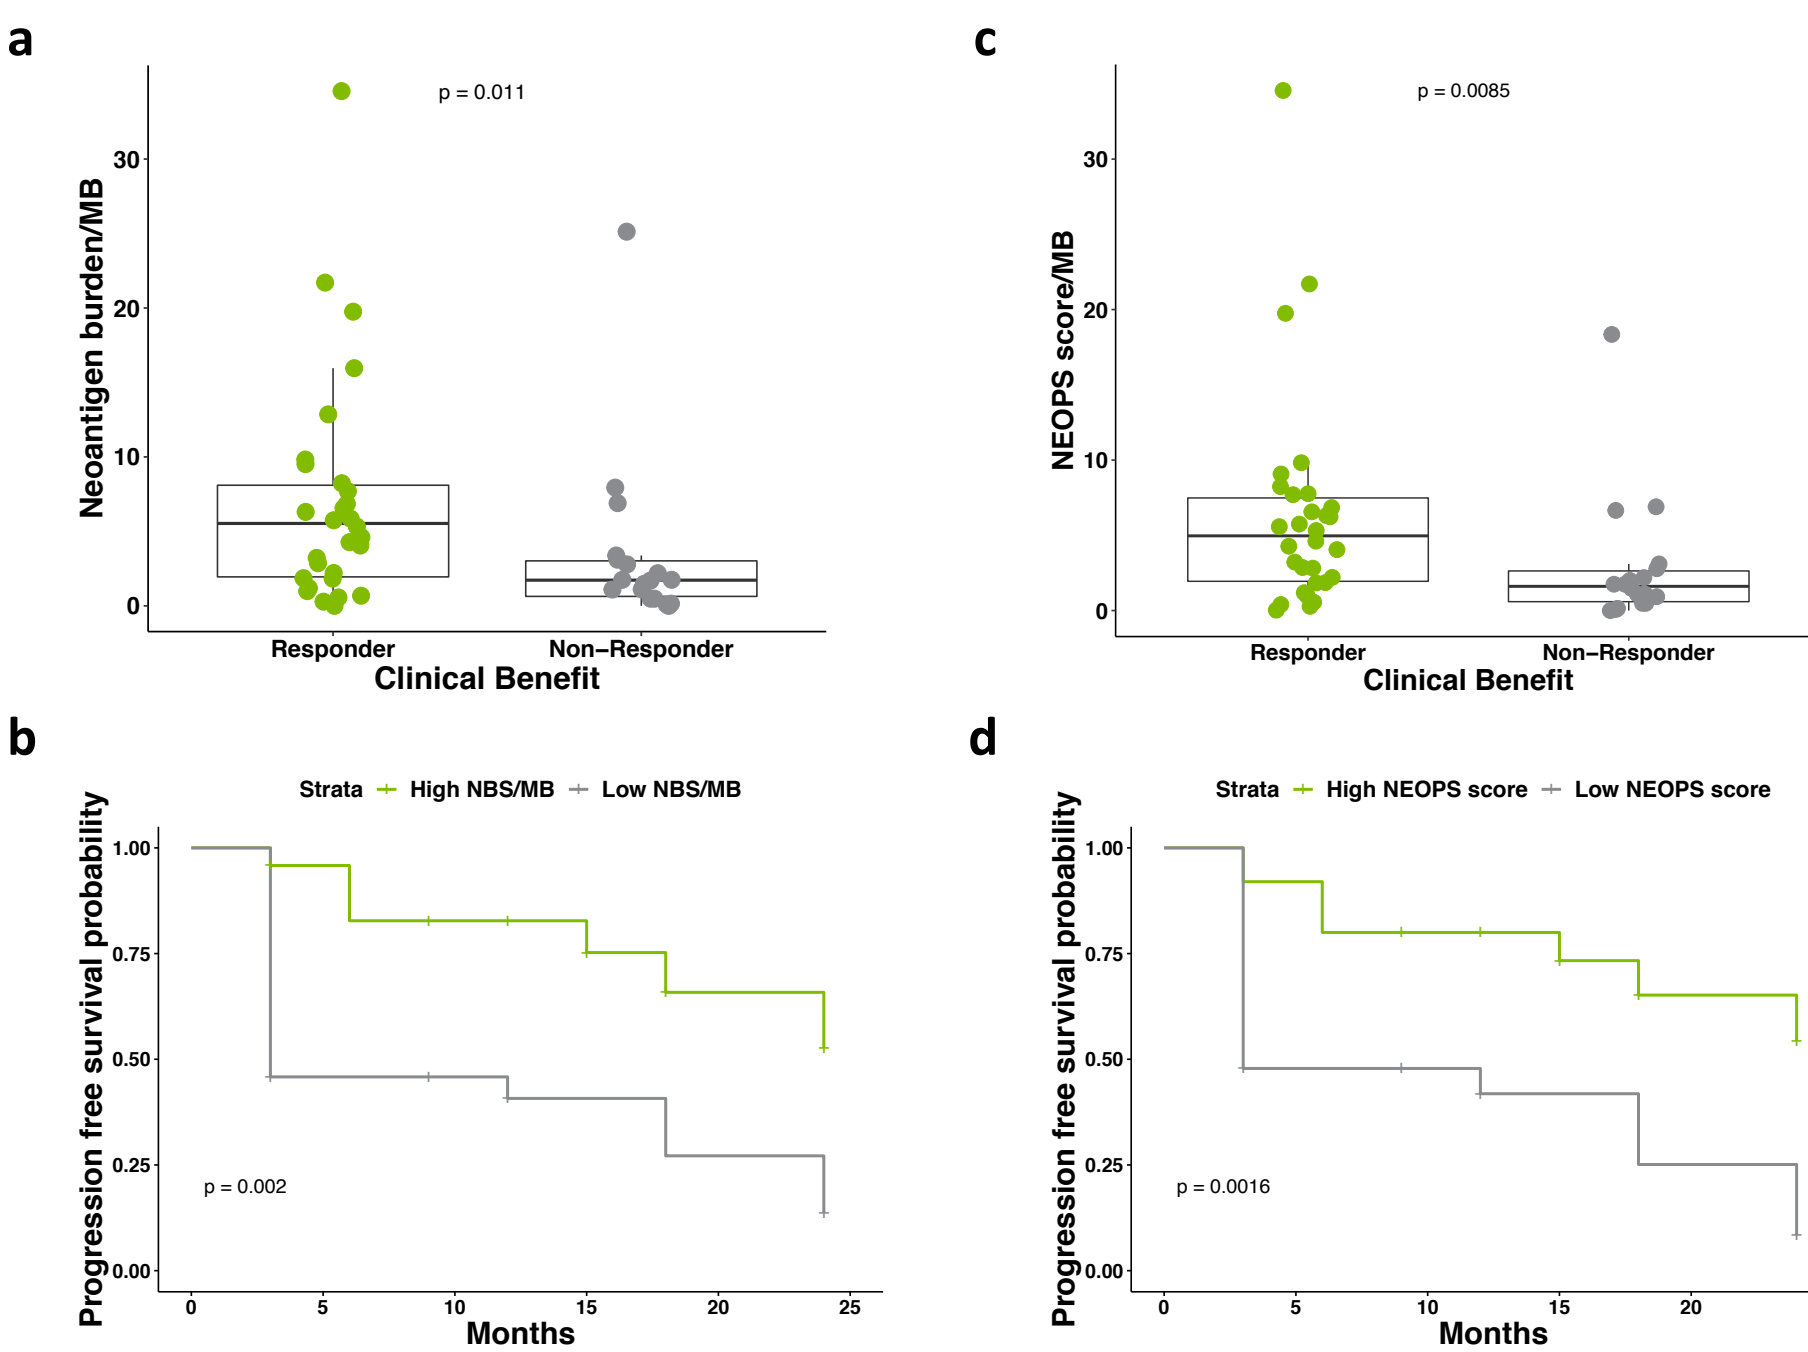 a
p = 0.011
Neoantigen burden/MB
30
20
10
0
Responder
Non−Responder
Clinical Benefit
c
p = 0.0085
NEOPS score/MB
30
20
10
0
Responder
Non−Responder
Clinical Benefit
b
Strata High NBS/MB Low NBS/MB
Progression free survival probability
1.00
0.75
0.50
0.25
0.00
p = 0.002
0 5 10 15 20 25
Months
d
Strata High NEOPS score Low NEOPS score
Progression free survival probability
1.00
0.75
0.50
0.25
0.00
p = 0.0016
0 5 10 15 20
Months